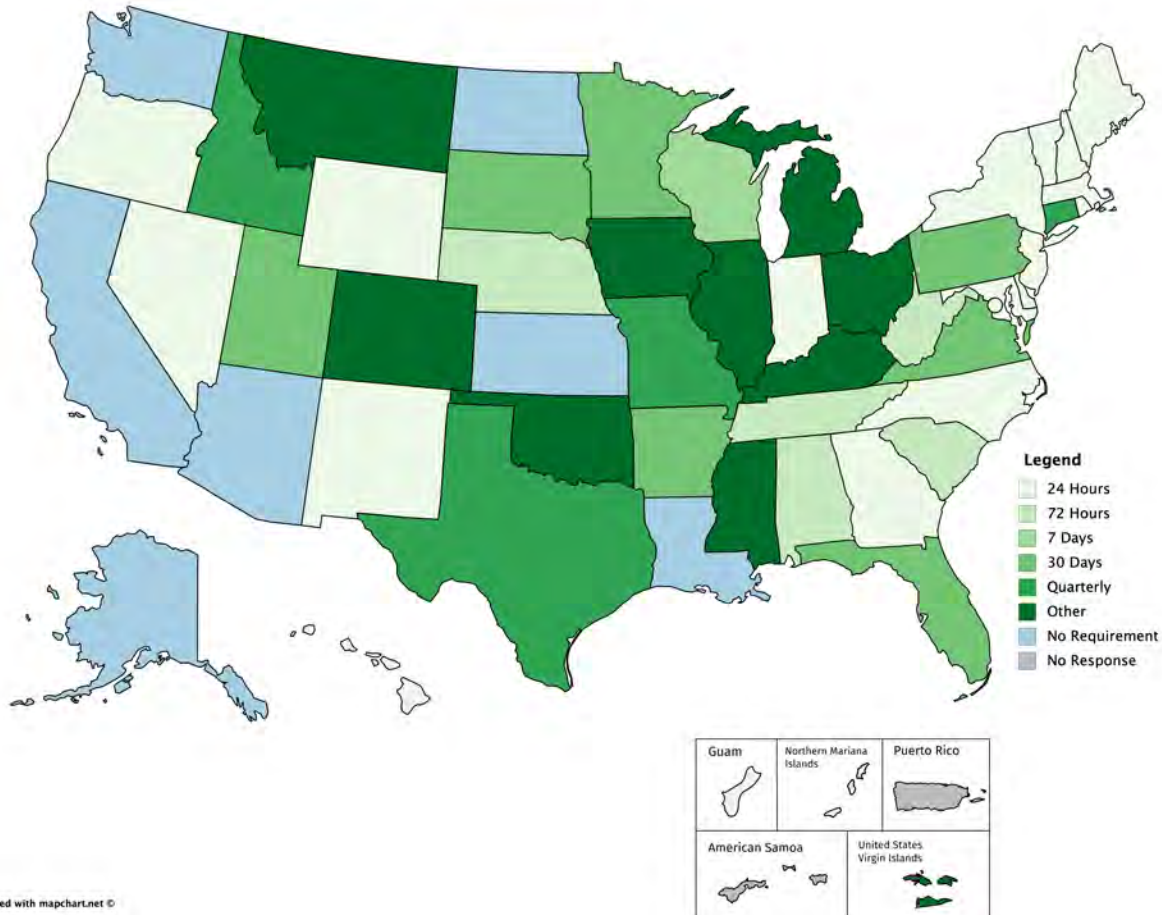 Legend
24 Hours
72 Hours
7 Days
30 Days
Quarterly
Other
No Requirement
No Response
Guam
Northern Mariana
Islands
Puerto Rico
American Samoa
United States
Virgin Islands
ed with mapchart.net ©